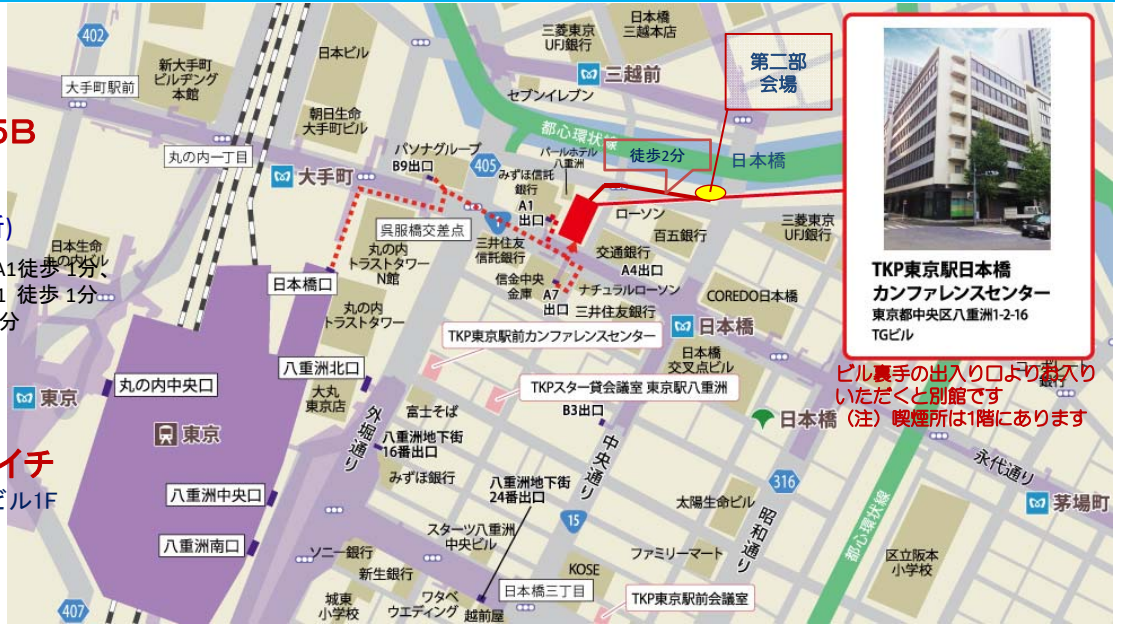 402
日本ビル
新大手町
ビルヂング
本館
大手町駅前
朝日生命
大手町ビル
三菱東京
UFJ銀行
日本橋
三越本店
三越前
セブンイレブン
第二部
会場
5B
丸の内一丁目
大手町
パソナグループ
B9出口
405
都心環状線
パールホテル
八重洲
みずほ信託
銀行
A1
出口
徒歩2分
日本橋
ローソン
百五銀行
三菱東京
UFJ銀行
呉服橋交差点
1
三井住友
信託銀行
交通銀行
A4出口
信金中央
金庫
A7
出口
ナチュラルローソン
三井住友銀行
COREDO日本橋
日本生命
丸の内ビル
A1徒歩 1分、
1 徒歩 1分
分
日本橋口
丸の内
トラストタワー
N館
丸の内
トラストタワー
TKP東京駅前カンファレンスセンター
日本橋
日本橋
交叉点ビル
TKP東京駅日本橋
カンファレンスセンター
東京都中央区八重洲1-2-16
TGビル
ビル裏手の出入り口よりお入り
いただくと別館です
(注) 喫煙所は1階にあります
銀行
八重洲北口
大丸
東京店
TKPスター貸会議室 東京駅八重洲
B3出口
丸の内中央口
東京
東京
外堀通り
富士そば
八重洲地下街
16番出口
みずほ銀行
中央通り
日本橋
永代通り
茅場町
イチ
ビル1F
八重洲中央口
八重洲南口
八重洲地下街
24番出口
15
316
太陽生命ビル
昭和通り
都心環状線
スターツ八重洲
中央ビル
ファミリーマート
区立阪本
小学校
ソニー銀行
新生銀行
KOSE
日本橋三丁目
TKP東京駅前会議室
407
城東
小学校
ワタベ
ウエディング
越前屋